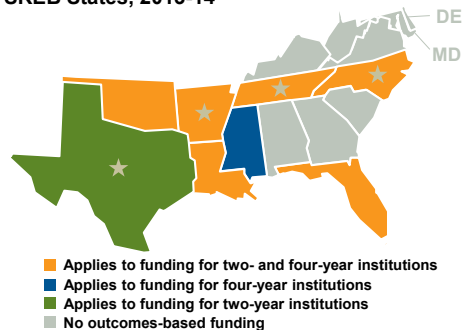 SREB States, 2013-14
DE
MD
Applies to funding for two- and four-year institutions
Applies to funding for four-year institutions
Applies to funding for two-year institutions
No outcomes-based funding